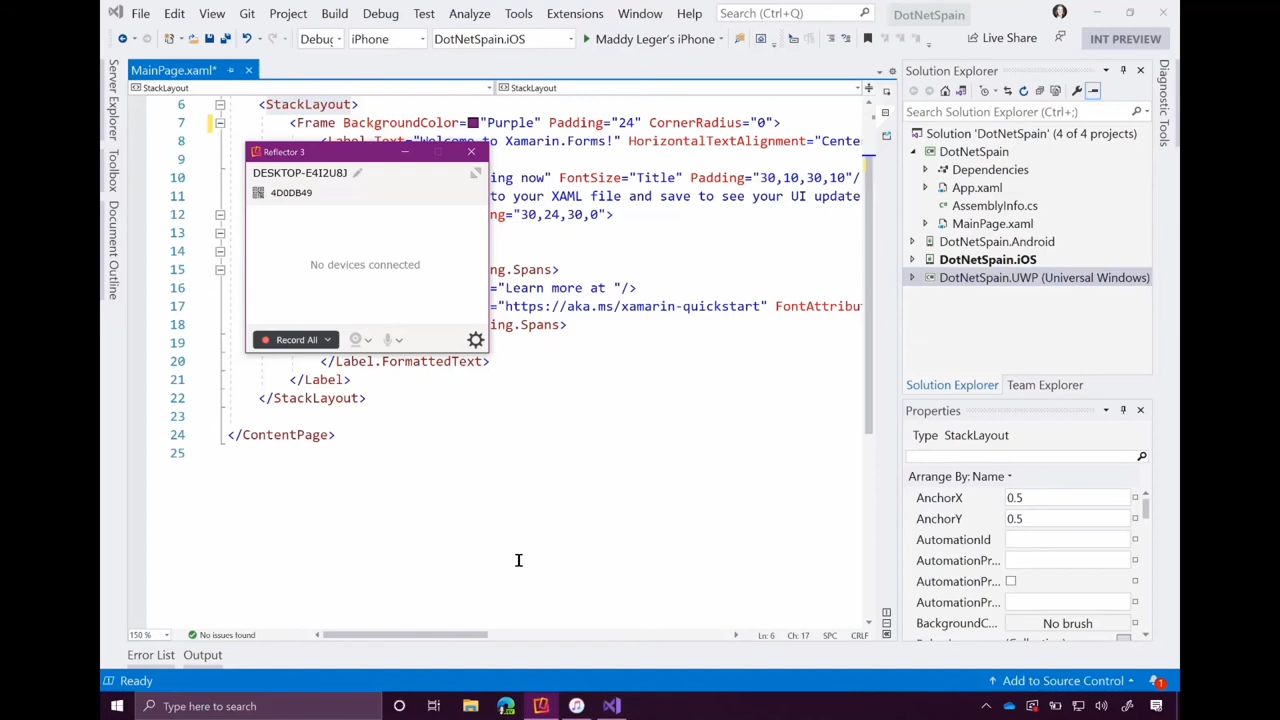 File Edit View Git Project Build Debug Test Analyze Tools Extensions Window Help Search (Ctrl+Q) DotNetSpain
Debug iPhone DotNetSpain.iOS Maddy Leger's iPhone Live Share INT PREVIEW
Server Explorer
Toolbox
Document Outline
MainPage.xaml*
StackLayout StackLayout
6 <StackLayout>
7 <Frame BackgroundColor="Purple" Padding="24" CornerRadius="0">
8 <Label Text="Welcome to Xamarin.Forms!" HorizontalTextAlignment="Cente
10 ing now" FontSize="Title" Padding="30,10,30,10"/
11 to your XAML file and save to see your UI update
12 ng="30,24,30,0">
13
14
15 ng.Spans>
16 ="Learn more at "/>
17 ="https://aka.ms/xamarin-quickstart" FontAttribu
18 ing.Spans>
19
20 </Label.FormattedText>
21 </Label>
22 </StackLayout>
23
24 </ContentPage>
25
Reflector 3
DESKTOP-E4I2U8J
4D0DB49
No devices connected
Record All
150 % No issues found Ln: 6 Ch: 17 SPC CRLF
Error List Output
Solution Explorer
Search Solution Explorer (Ctrl+;)
Solution 'DotNetSpain' (4 of 4 projects)
DotNetSpain
Dependencies
App.xaml
AssemblyInfo.cs
MainPage.xaml
DotNetSpain.Android
DotNetSpain.iOS
DotNetSpain.UWP (Universal Windows)
Solution Explorer Team Explorer
Properties
Type StackLayout
Arrange By: Name
AnchorX 0.5
AnchorY 0.5
AutomationId
AutomationPr...
AutomationPr...
AutomationPr...
BackgroundC... No brush
Diagnostic Tools
Ready Add to Source Control 1
Type here to search